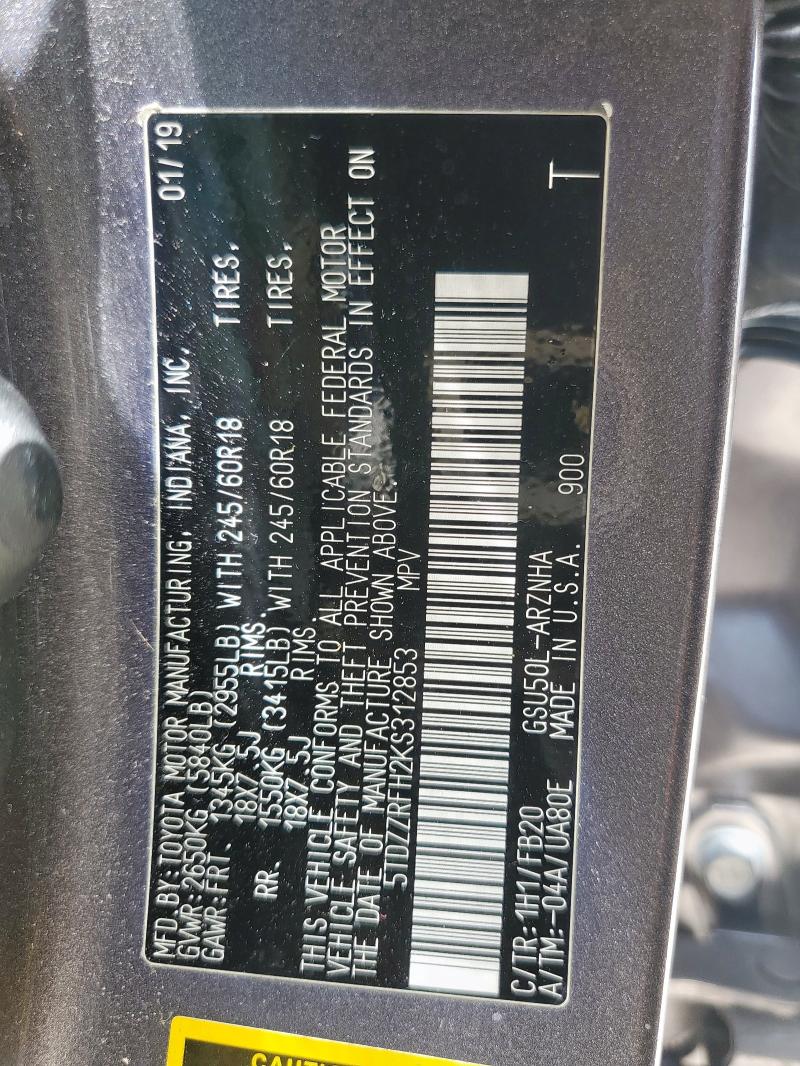 MFD.BY:TOYOTA MOTOR MANUFACTURING, INDIANA, INC. 01/19
GVWR:2650KG (5840LB)
GAWR:FRT. 1345KG (2955LB) WITH 245/60R18 TIRES,
18X7.5J RIMS.
RR. 1550KG (3415LB) WITH 245/60R18 TIRES,
18X7.5J RIMS
THIS VEHICLE CONFORMS TO ALL APPLICABLE FEDERAL MOTOR
VEHICLE SAFETY AND THEFT PREVENTION STANDARDS IN EFFECT ON
THE DATE OF MANUFACTURE SHOWN ABOVE.
5TDZZRFH2KS312853 MPV
C/TR:1H1/FB20 GSU50L-ARZNHA T
A/TM:-04A/UA80E MADE IN U.S.A. 900